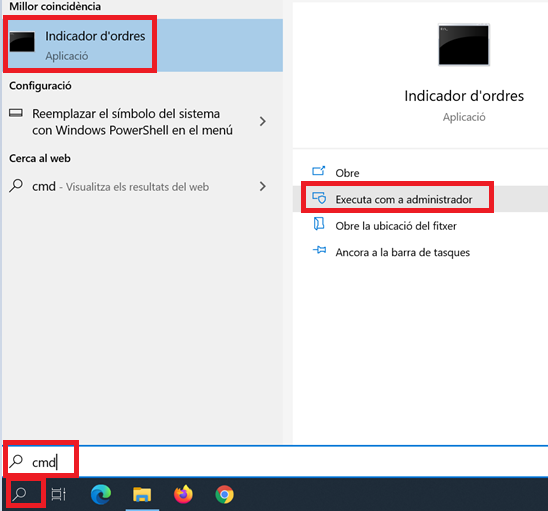 Millor coincidència
Indicador d'ordres
Aplicació
Configuració
Reemplazar el símbolo del sistema
con Windows PowerShell en el menú
Cerca al web
cmd - Visualitza els resultats del web
Indicador d'ordres
Aplicació
Obre
Executa com a administrador
Obre la ubicació del fitxer
Ancora a la barra de tasques
cmd